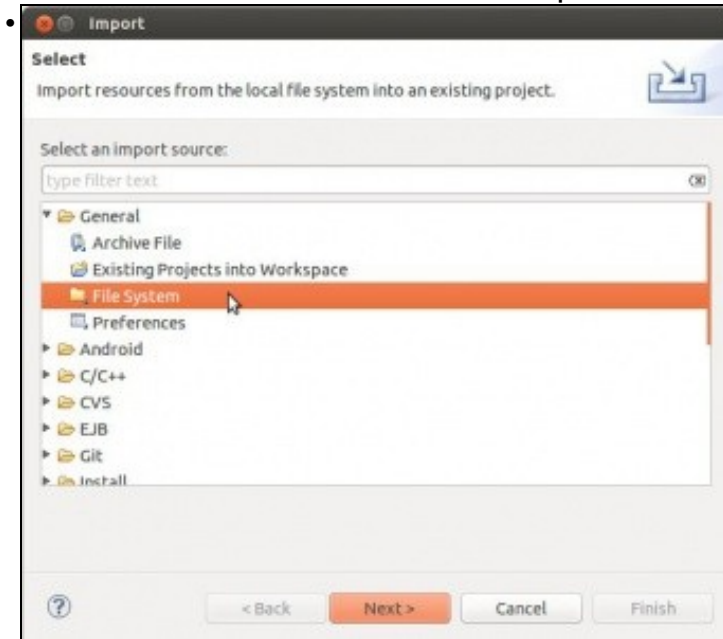 Import
Select
Import resources from the local file system into an existing project.
Select an import source:
type filter text
General
Archive File
Existing Projects into Workspace
File System
Preferences
Android
C/C++
CVS
EJB
Git
Install
? < Back Next > Cancel Finish